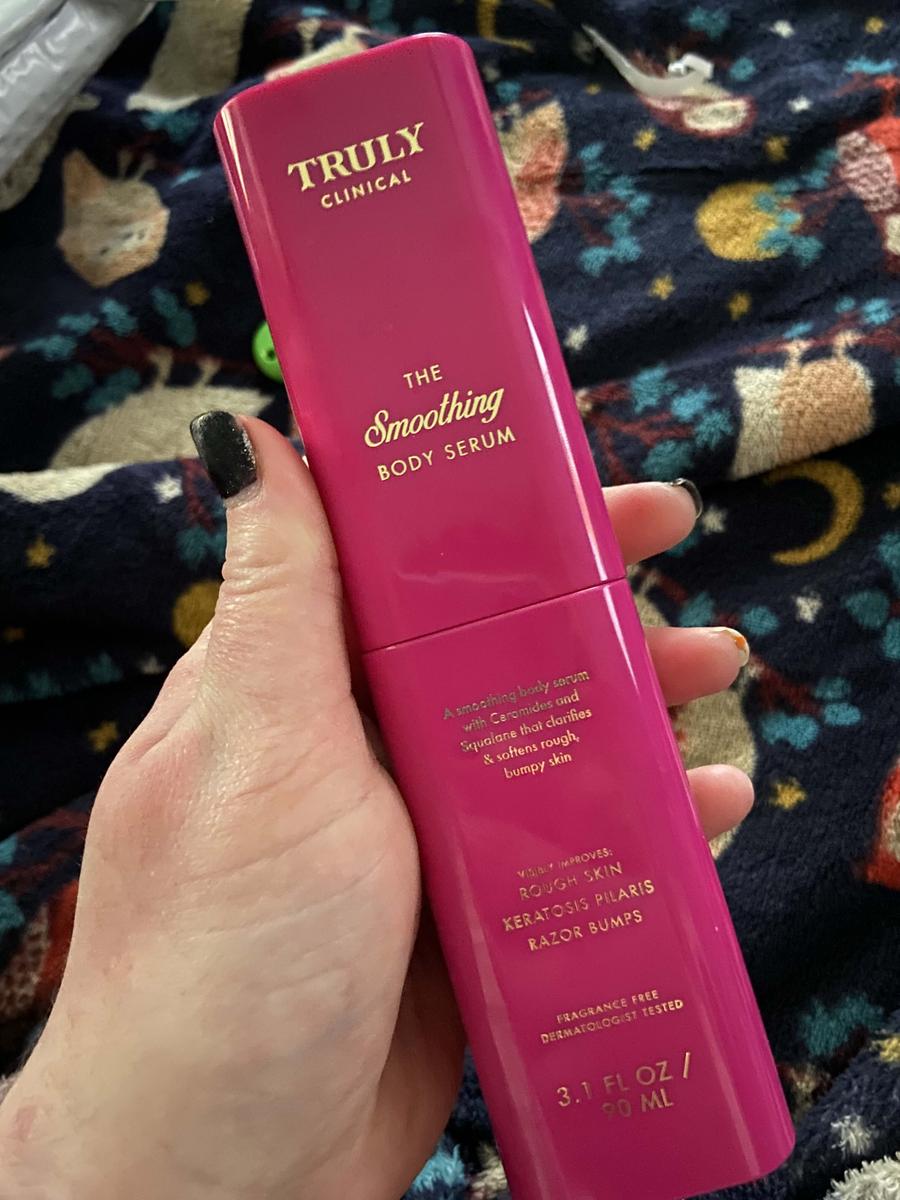 TRULY
CLINICAL
THE
Smoothing
BODY SERUM
A smoothing body serum
with Ceramides and
Squalane that clarifies
& softens rough,
bumpy skin
VISIBLY IMPROVES:
ROUGH SKIN
KERATOSIS PILARIS
RAZOR BUMPS
FRAGRANCE FREE
DERMATOLOGIST TESTED
3.1 FL OZ /
90 ML